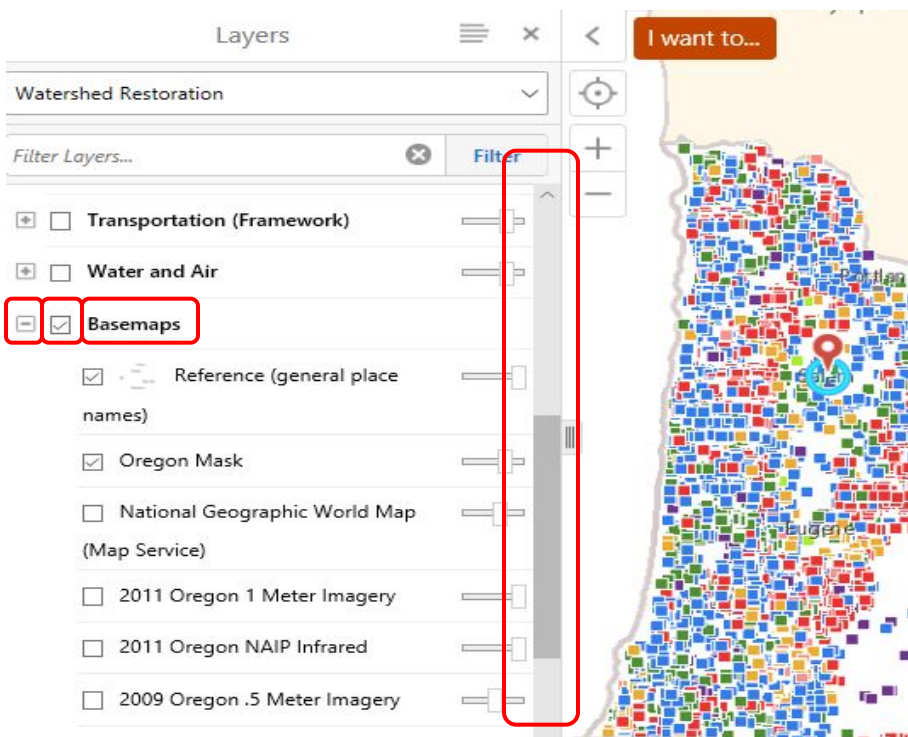 Layers
I want to...
Watershed Restoration
Filter Layers...
Filter
Transportation (Framework)
Water and Air
Basemaps
Reference (general place
names)
Oregon Mask
National Geographic World Map
(Map Service)
2011 Oregon 1 Meter Imagery
2011 Oregon NAIP Infrared
2009 Oregon .5 Meter Imagery
Eugene